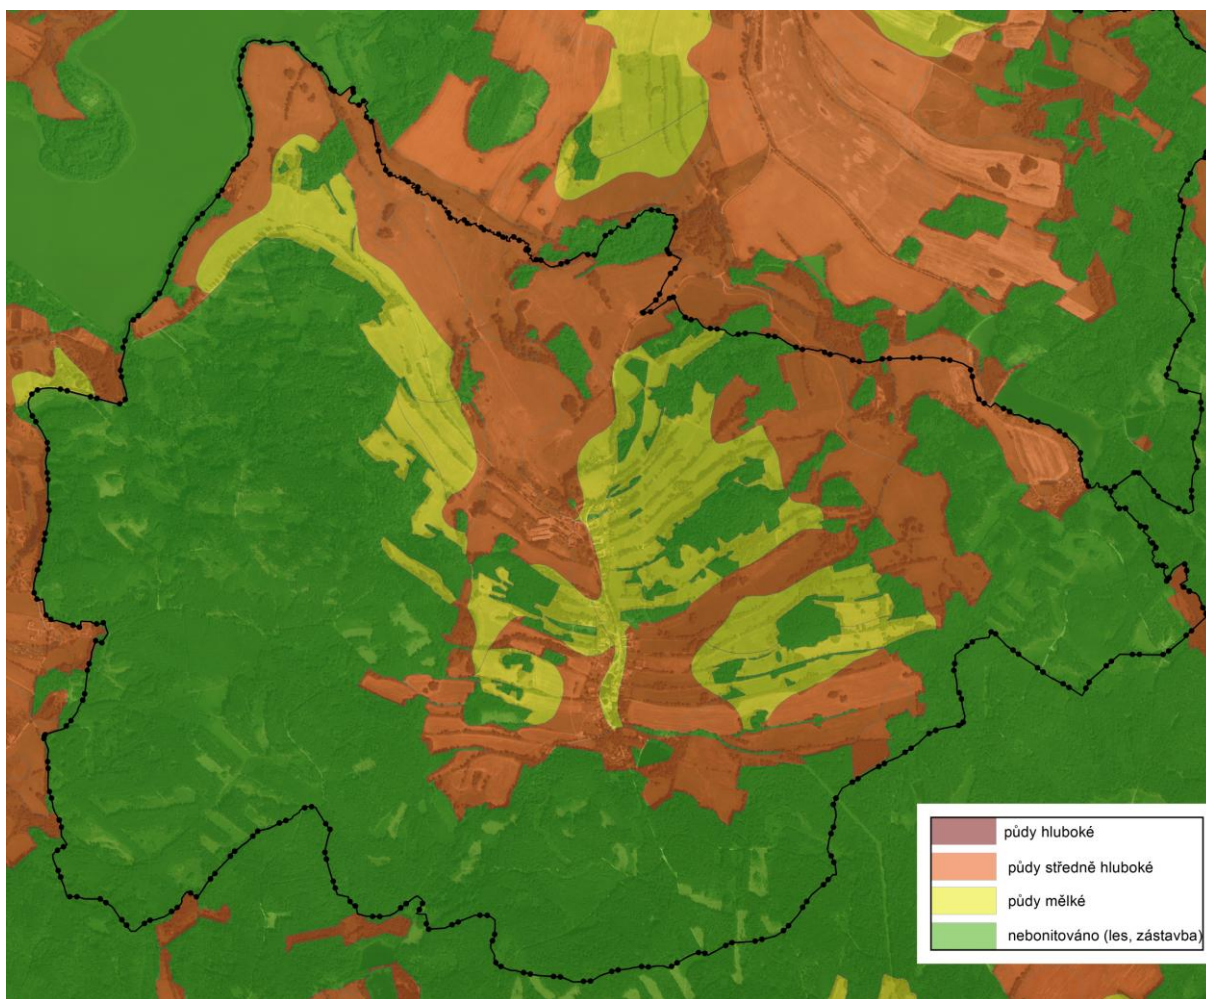 půdy hluboké
půdy středně hluboké
půdy mělké
nebonitováno (les, zástavba)